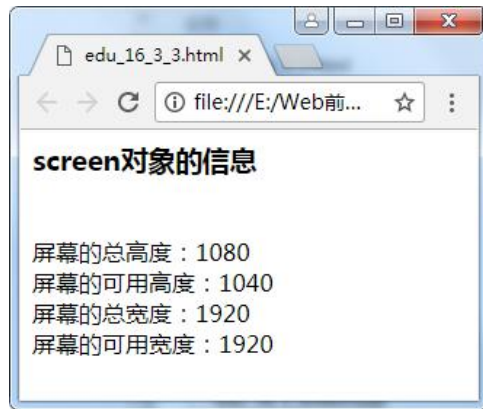 edu_16_3_3.html
file:///E:/Web前...
screen对象的信息
屏幕的总高度：1080
屏幕的可用高度：1040
屏幕的总宽度：1920
屏幕的可用宽度：1920